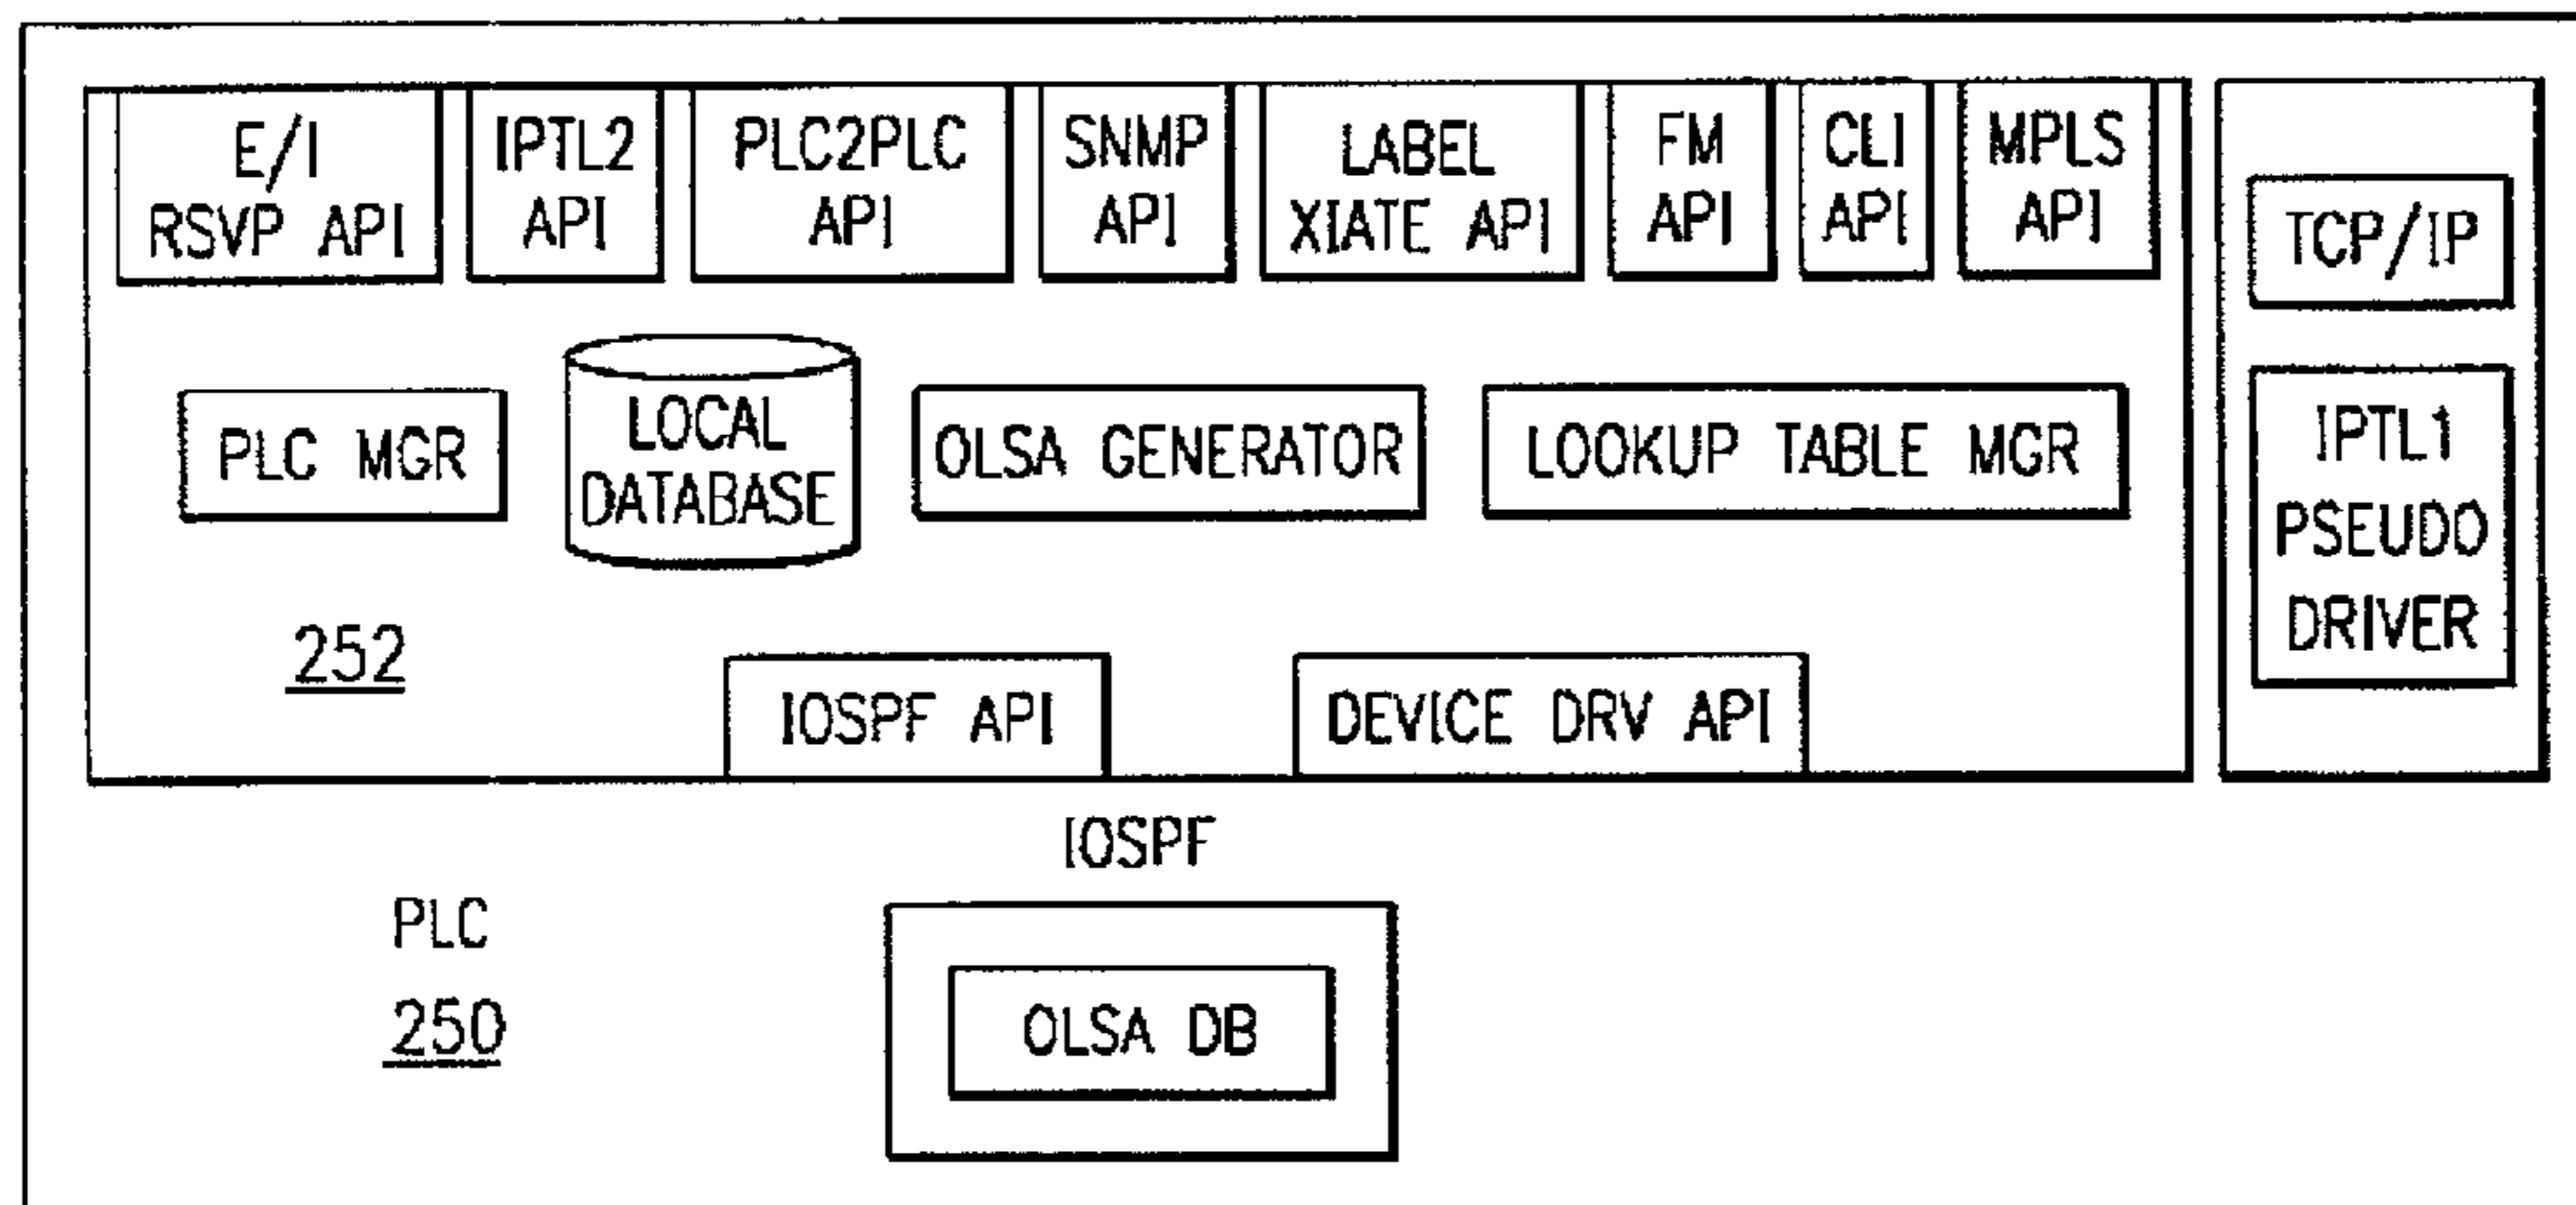 E/I
RSVP API
IPTL2
API
PLC2PLC
API
SNMP
API
LABEL
XIATE API
FM
API
CLI
API
MPLS
API
TCP/IP
PLC MGR
LOCAL
DATABASE
OLSA GENERATOR
LOOKUP TABLE MGR
IPTL1
PSEUDO
DRIVER
252
IOSPF API
DEVICE DRV API
IOSPF
PLC
250
OLSA DB